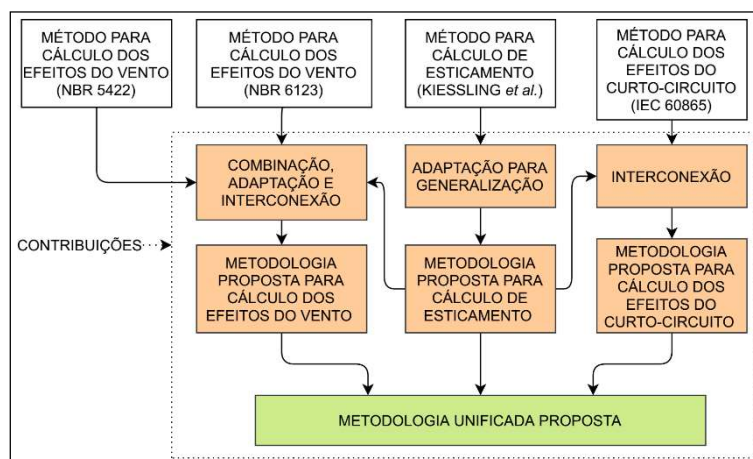 MÉTODO PARA
CÁLCULO DOS
EFEITOS DO VENTO
(NBR 5422)
MÉTODO PARA
CÁLCULO DOS
EFEITOS DO VENTO
(NBR 6123)
MÉTODO PARA
CÁLCULO DE
ESTICAMENTO
(KIESSLING et al.)
MÉTODO PARA
CÁLCULO DOS
EFEITOS DO
CURTO-CIRCUITO
(IEC 60865)
COMBINAÇÃO,
ADAPTAÇÃO E
INTERCONEXÃO
ADAPTAÇÃO PARA
GENERALIZAÇÃO
INTERCONEXÃO
CONTRIBUIÇÕES
METODOLOGIA
PROPOSTA PARA
CÁLCULO DOS
EFEITOS DO VENTO
METODOLOGIA
PROPOSTA PARA
CÁLCULO DE
ESTICAMENTO
METODOLOGIA
PROPOSTA PARA
CÁLCULO DOS
EFEITOS DO
CURTO-CIRCUITO
METODOLOGIA UNIFICADA PROPOSTA